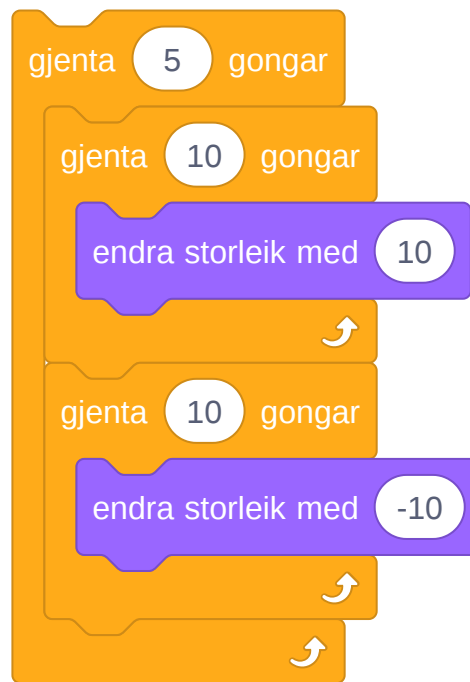 gjenta 5 gongar
gjenta 10 gongar
endra storleik med 10
gjenta 10 gongar
endra storleik med -10